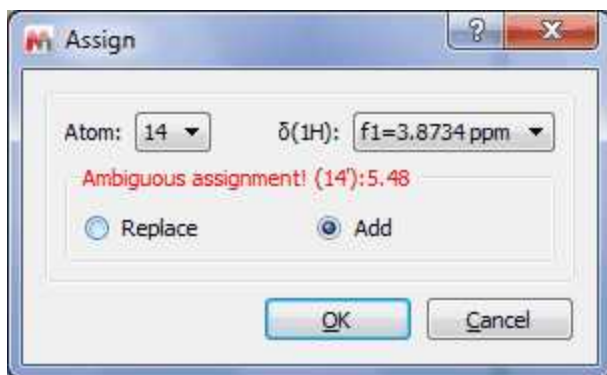 Assign
Atom: 14 δ(1H): f1=3.8734 ppm
Ambiguous assignment! (14'):5.48
Replace Add
OK Cancel